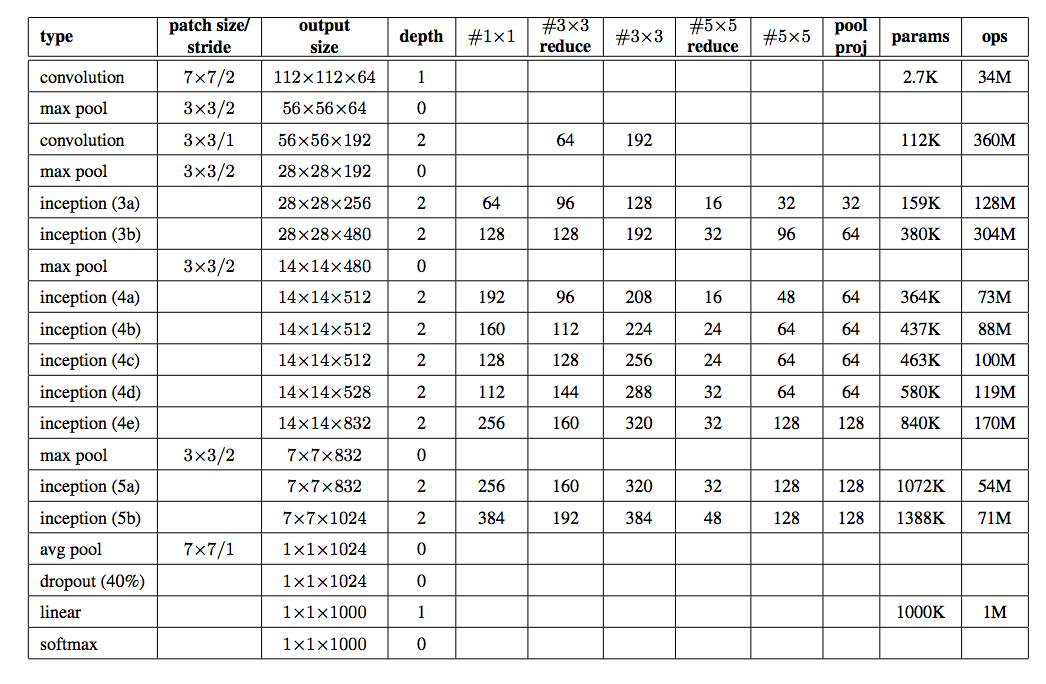 type patch size/ stride output size depth #1×1 #3×3 reduce #3×3 #5×5 reduce #5×5 pool proj params ops
convolution 7×7/2 112×112×64 1 2.7K 34M
max pool 3×3/2 56×56×64 0
convolution 3×3/1 56×56×192 2 64 192 112K 360M
max pool 3×3/2 28×28×192 0
inception (3a) 28×28×256 2 64 96 128 16 32 32 159K 128M
inception (3b) 28×28×480 2 128 128 192 32 96 64 380K 304M
max pool 3×3/2 14×14×480 0
inception (4a) 14×14×512 2 192 96 208 16 48 64 364K 73M
inception (4b) 14×14×512 2 160 112 224 24 64 64 437K 88M
inception (4c) 14×14×512 2 128 128 256 24 64 64 463K 100M
inception (4d) 14×14×528 2 112 144 288 32 64 64 580K 119M
inception (4e) 14×14×832 2 256 160 320 32 128 128 840K 170M
max pool 3×3/2 7×7×832 0
inception (5a) 7×7×832 2 256 160 320 32 128 128 1072K 54M
inception (5b) 7×7×1024 2 384 192 384 48 128 128 1388K 71M
avg pool 7×7/1 1×1×1024 0
dropout (40%) 1×1×1024 0
linear 1×1×1000 1 1000K 1M
softmax 1×1×1000 0